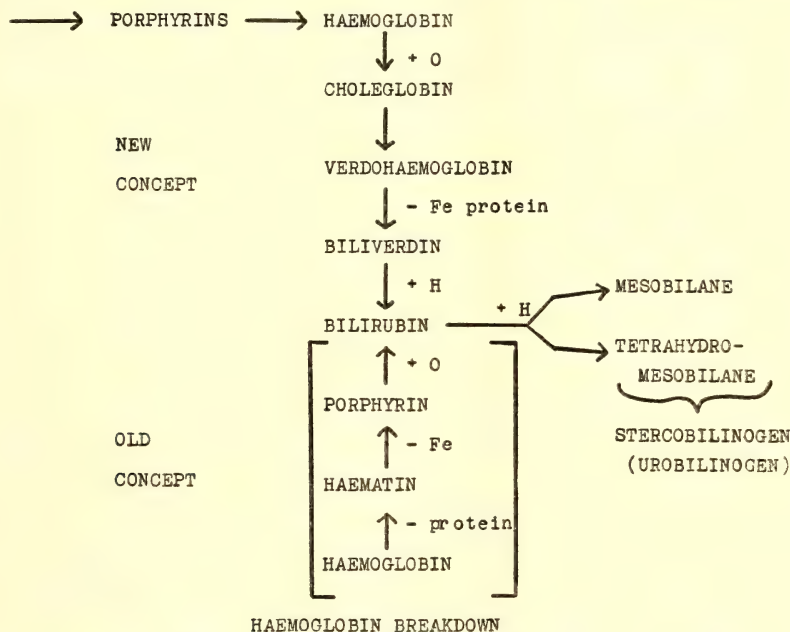 PORPHYRINS HAEMOGLOBIN
+ O
CHOLEGLOBIN
NEW
CONCEPT
VERDOHAEMOGLOBIN
- Fe protein
BILIVERDIN
+ H
BILIRUBIN
+ H
MESOBILANE
TETRAHYDRO-
MESOBILANE
STERCOBILINOGEN
(UROBILINOGEN)
+ O
PORPHYRIN
OLD
CONCEPT
- Fe
HAEMATIN
- protein
HAEMOGLOBIN
HAEMOGLOBIN BREAKDOWN